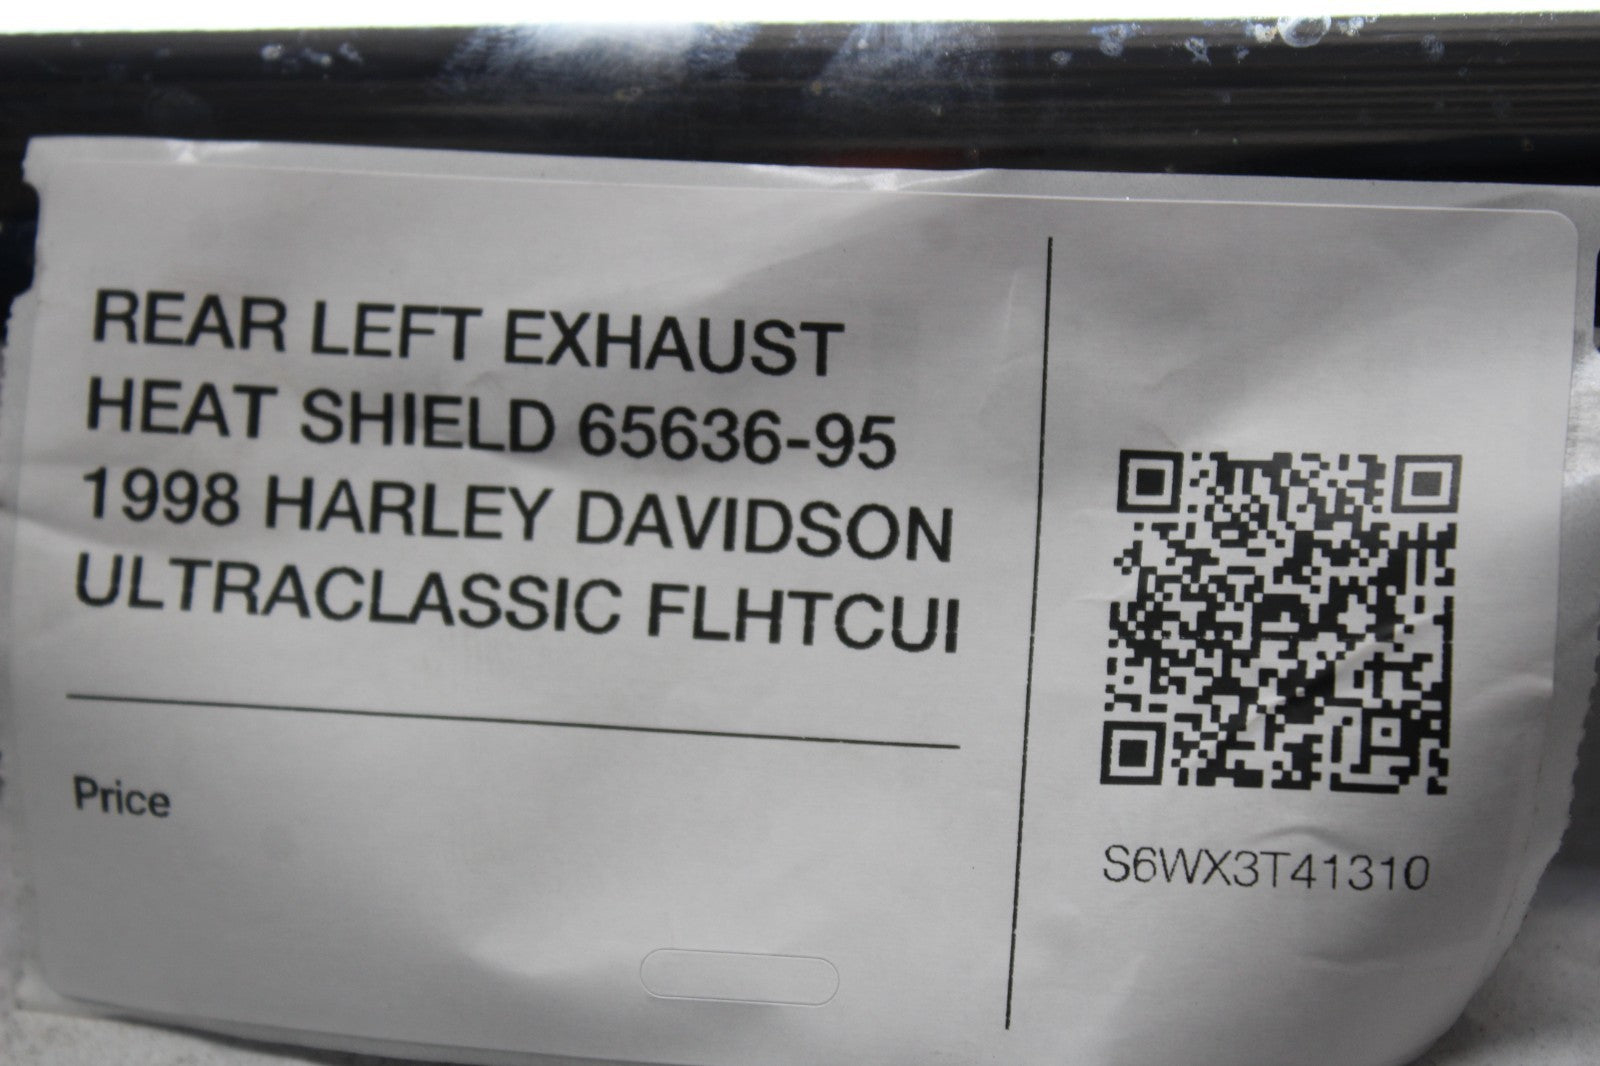 REAR LEFT EXHAUST
HEAT SHIELD 65636-95
1998 HARLEY DAVIDSON
ULTRACLASSIC FLHTCUI
Price
S6WX3T41310